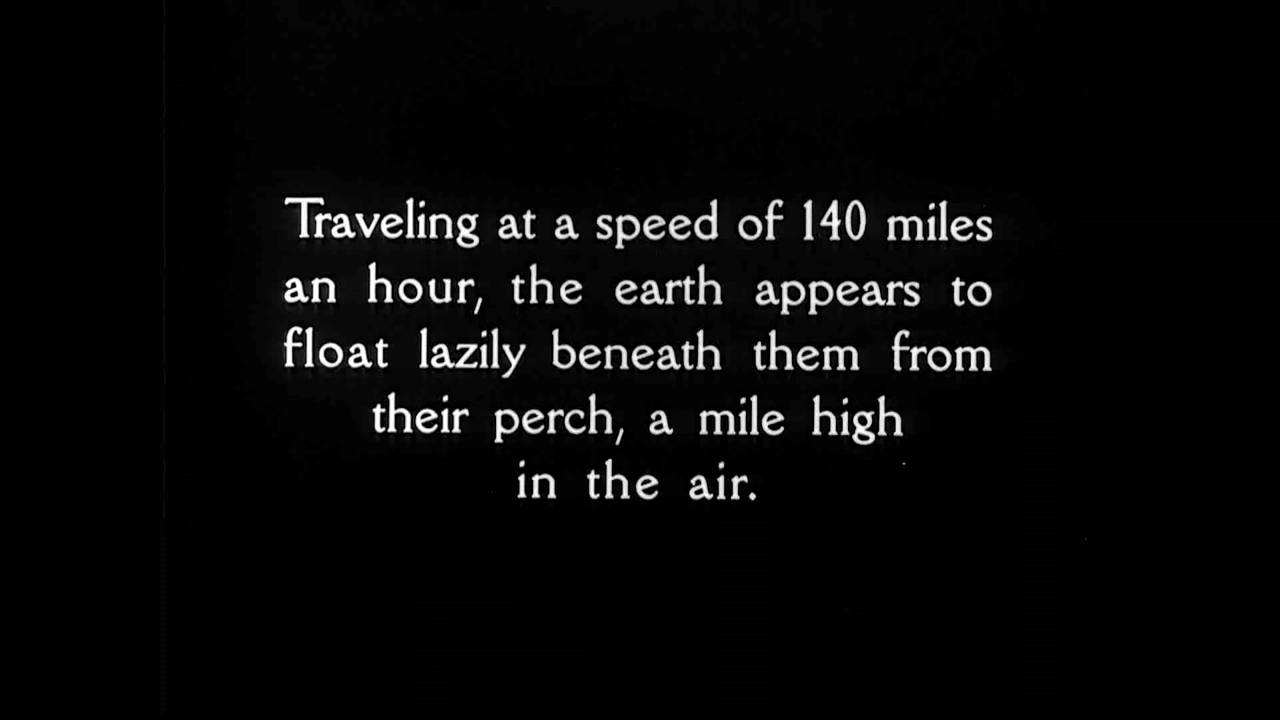 Traveling at a speed of 140 miles
an hour, the earth appears to
float lazily beneath them from
their perch, a mile high
in the air.